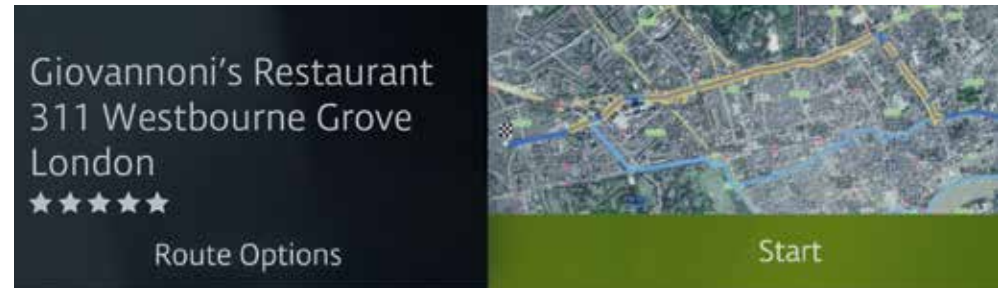 Giovannoni's Restaurant
311 Westbourne Grove
London
Route Options
Start